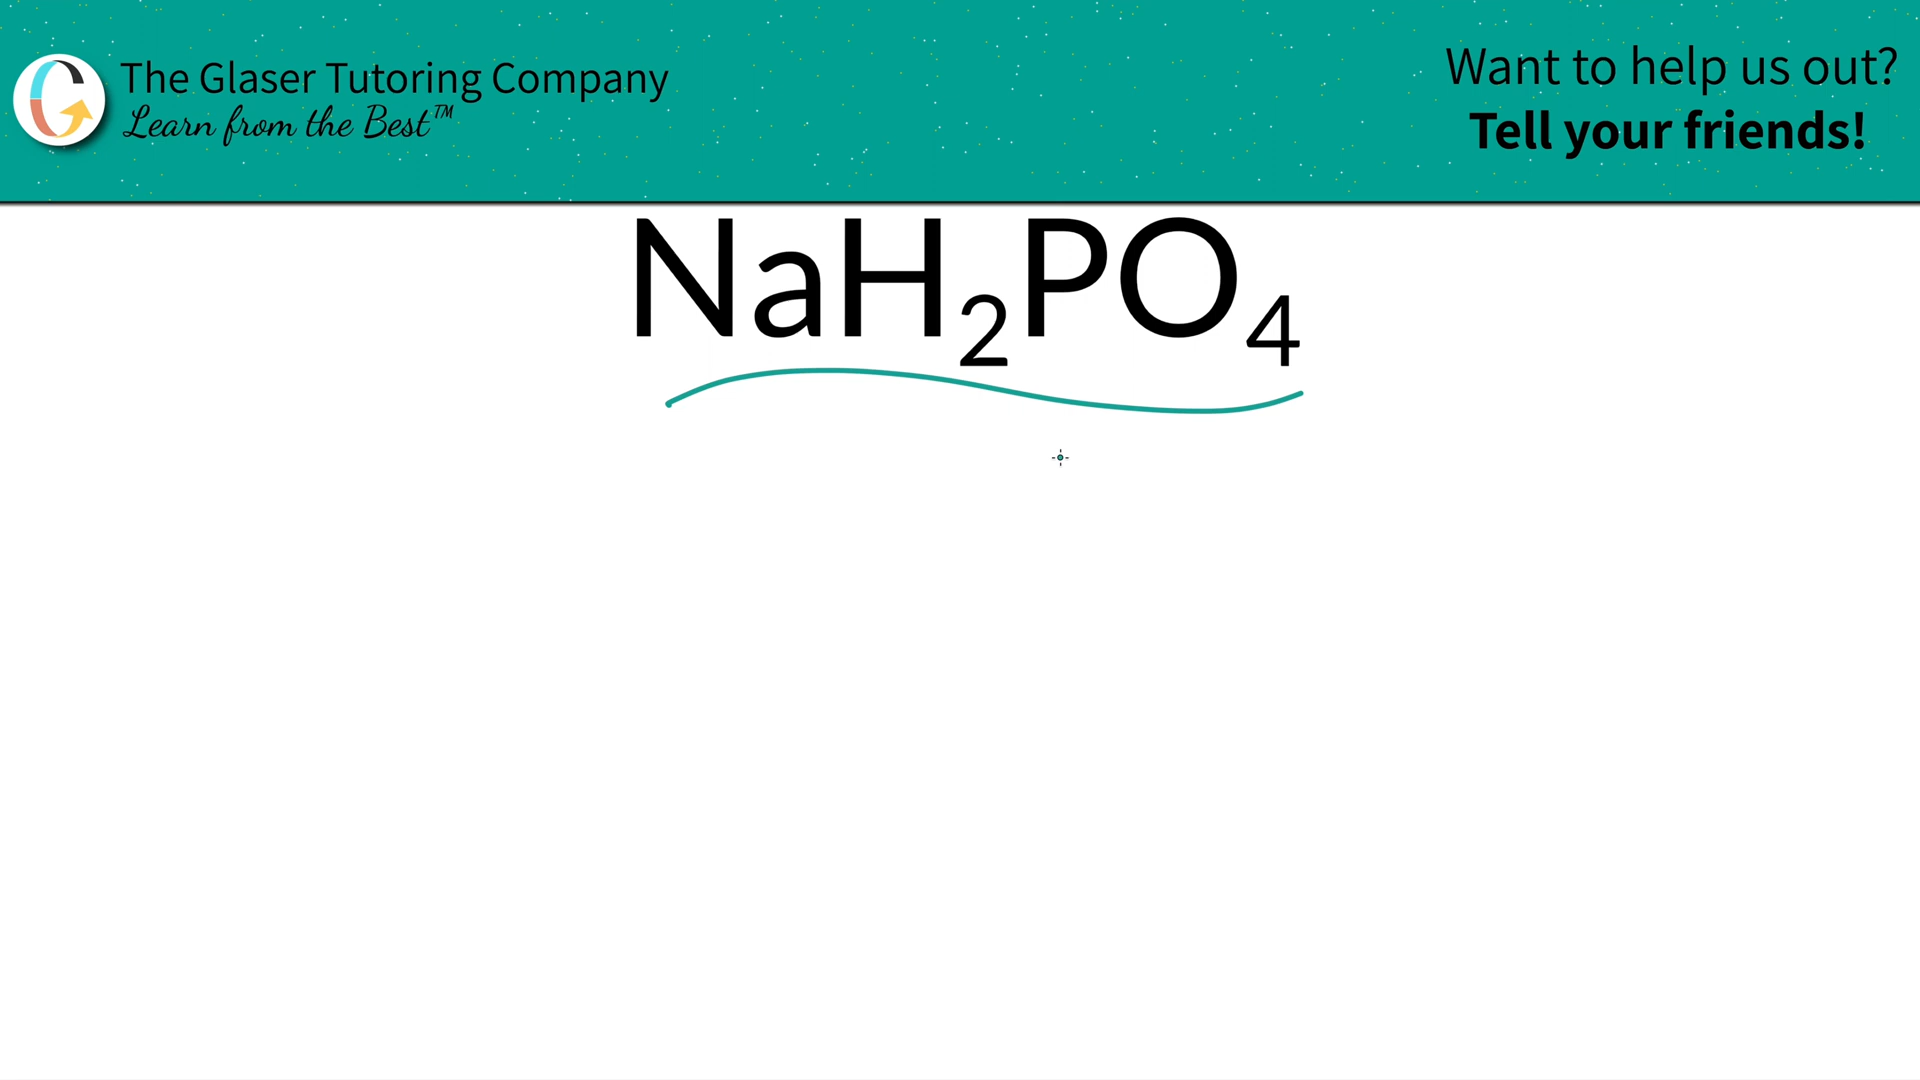 The Glaser Tutoring Company
Learn from the Best™
Want to help us out?
Tell your friends!
NaH₂PO₄